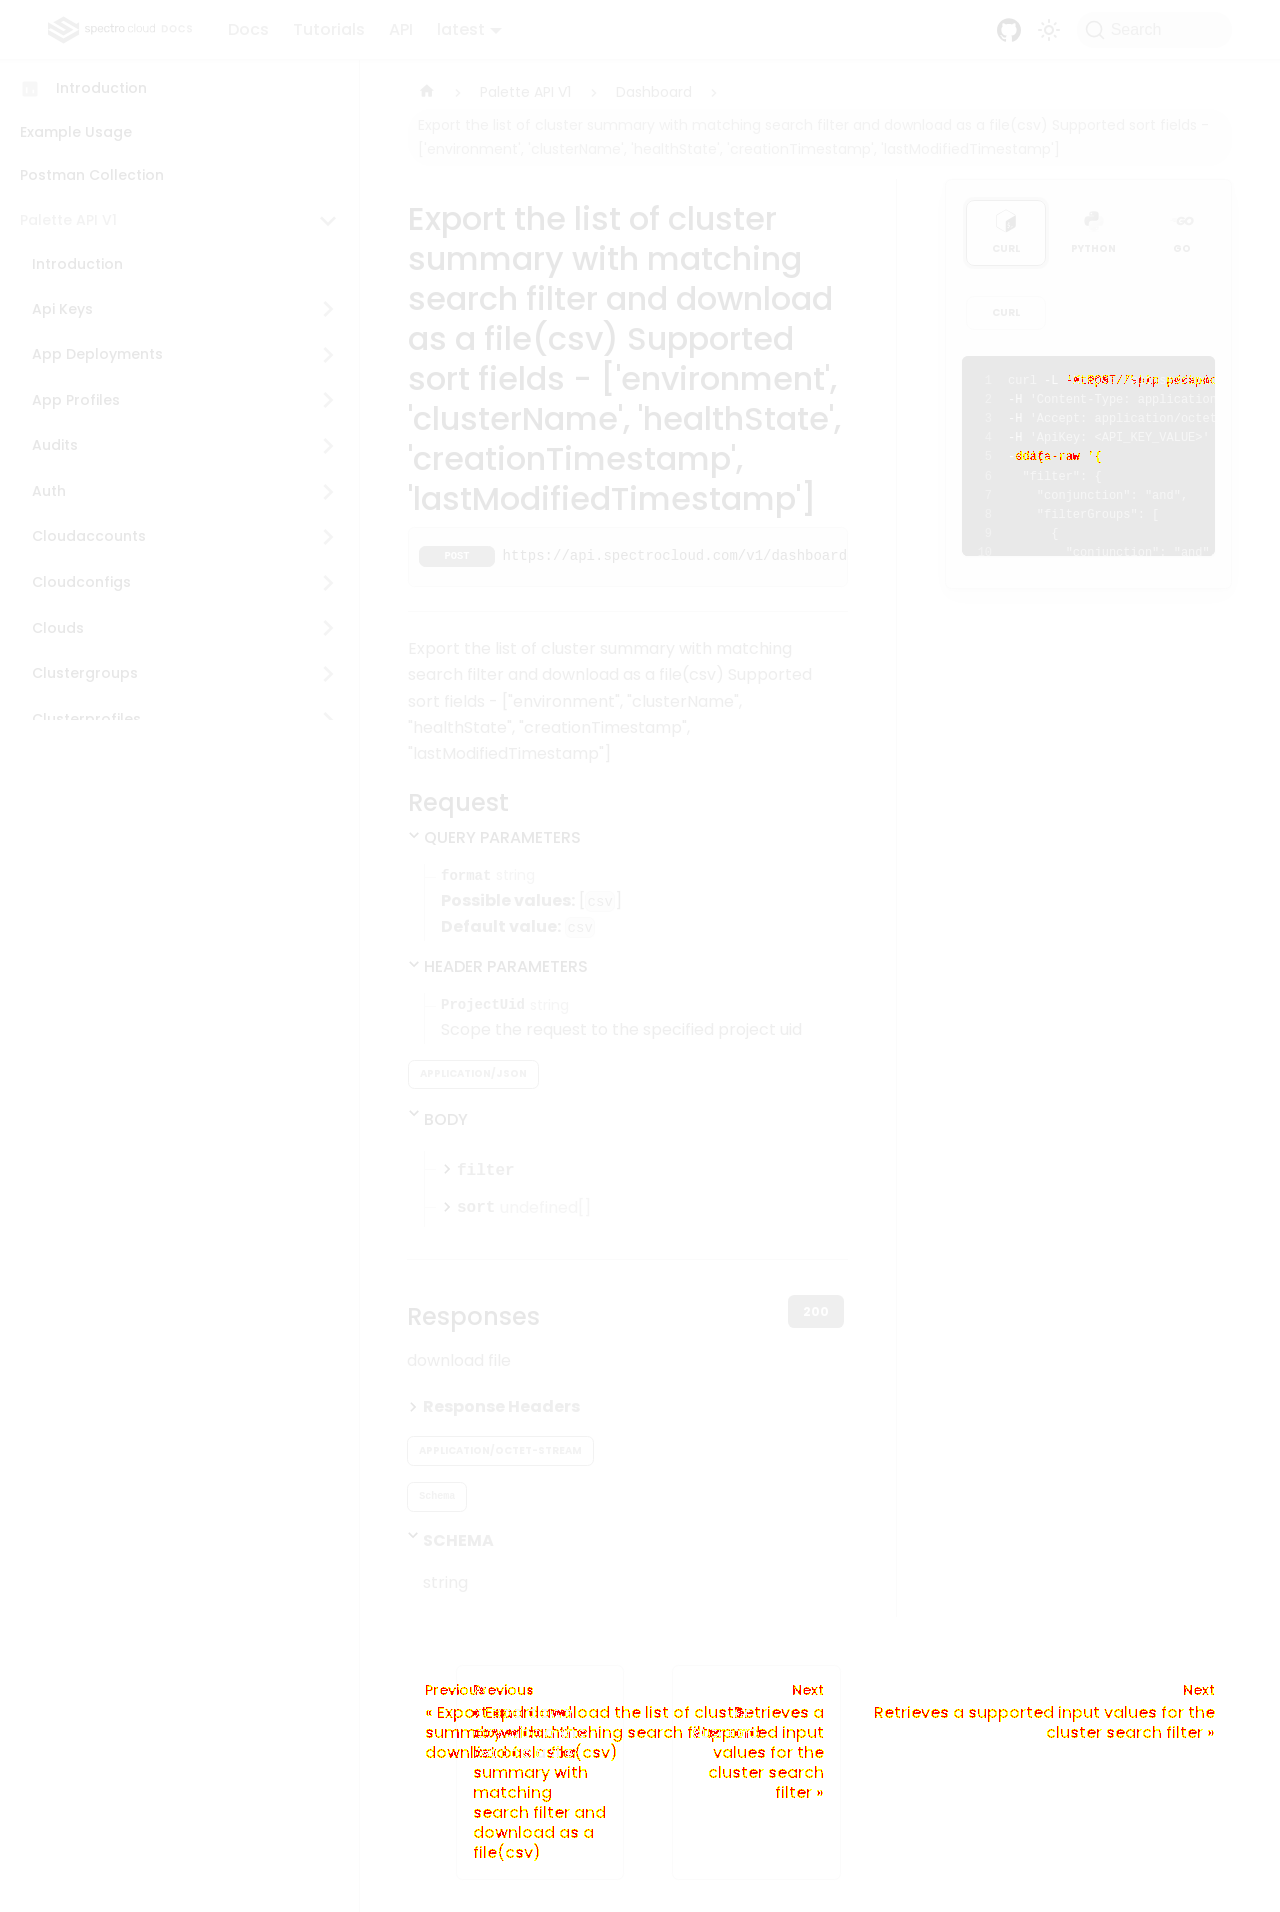 spectro cloud DOCS
Docs
Tutorials
API
latest
Search
Introduction
Example Usage
Postman Collection
Palette API V1
Introduction
Api Keys
App Deployments
App Profiles
Audits
Auth
Cloudaccounts
Cloudconfigs
Clouds
Clustergroups
Clusterprofiles
Palette API V1
Dashboard
Export the list of cluster summary with matching search filter and download as a file(csv) Supported sort fields -
['environment', 'clusterName', 'healthState', 'creationTimestamp', 'lastModifiedTimestamp']
Export the list of cluster
summary with matching
search filter and download
as a file(csv) Supported
sort fields - ['environment',
'clusterName', 'healthState',
'creationTimestamp',
'lastModifiedTimestamp']
POST https://api.spectrocloud.com/v1/dashboard
Export the list of cluster summary with matching
search filter and download as a file(csv) Supported
sort fields - ["environment", "clusterName",
"healthState", "creationTimestamp",
"lastModifiedTimestamp"]
Request
QUERY PARAMETERS
format string
Possible values: [csv]
Default value: csv
HEADER PARAMETERS
ProjectUid string
Scope the request to the specified project uid
APPLICATION/JSON
BODY
filter
sort undefined[]
Responses
200
download file
Response Headers
APPLICATION/OCTET-STREAM
Schema
SCHEMA
string
CURL
PYTHON
GO
CURL
1 curl -L
2 -H 'Content-Type: application
3 -H 'Accept: application/octet
4 -H 'ApiKey: <API_KEY_VALUE>'
5 data-raw '{
6 "filter": {
7 "conjunction": "and",
8 "filterGroups": [
9 {
10 "conjunction": "and"
Previous
Previous
summary with
matching
search filter and
download as a
file(csv)
Next
Retrieves a
input
values for the
cluster search
filter »
Next
Retrieves a supported input values for the
cluster search filter »